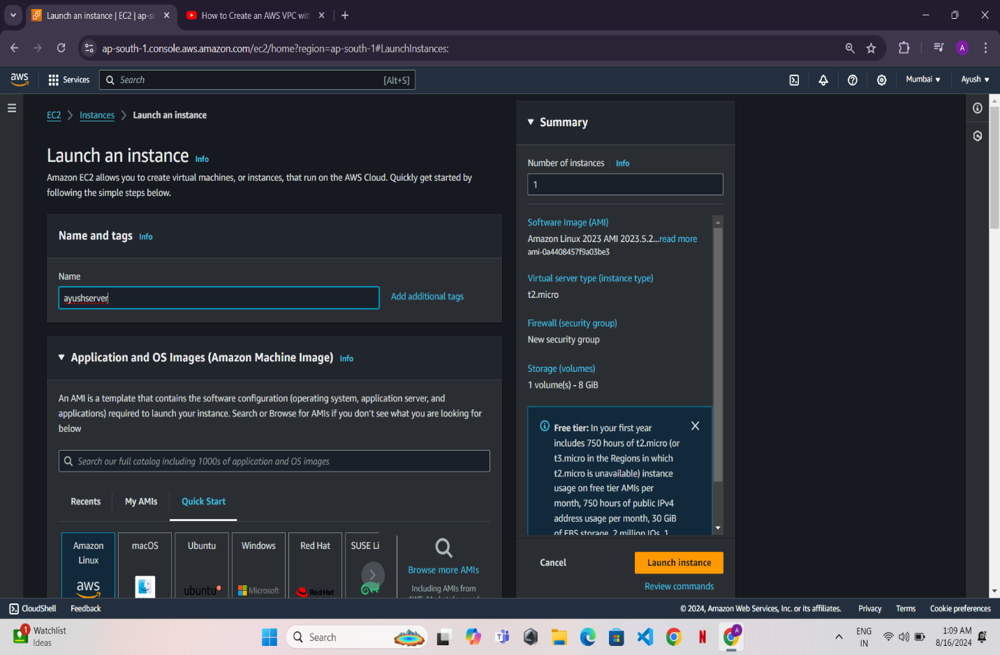 Launch an instance | EC2 | ap-so
How to Create an AWS VPC with
ap-south-1.console.aws.amazon.com/ec2/home?region=ap-south-1#LaunchInstances:
A
aws
Services
Search
[Alt+S]
Mumbai ▼
Ayush ▼
EC2 > Instances > Launch an instance
Launch an instance Info
Amazon EC2 allows you to create virtual machines, or instances, that run on the AWS Cloud. Quickly get started by
following the simple steps below.
Name and tags Info
Name
ayushserver
Add additional tags
▼ Application and OS Images (Amazon Machine Image) Info
An AMI is a template that contains the software configuration (operating system, application server, and
applications) required to launch your instance. Search or Browse for AMIs if you don't see what you are looking for
below
Search our full catalog including 1000s of application and OS images
Recents
My AMIs
Quick Start
Amazon
Linux
aws
macOS
Ubuntu
ubuntu
Windows
Microsoft
Red Hat
Red Hat
SUSE Li
Browse more AMIs
Including AMIs from
▼ Summary
Number of instances Info
1
Software Image (AMI)
Amazon Linux 2023 AMI 2023.5.2...read more
ami-0a4408457f9a03be3
Virtual server type (instance type)
t2.micro
Firewall (security group)
New security group
Storage (volumes)
1 volume(s) - 8 GiB
Free tier: In your first year
includes 750 hours of t2.micro (or
t3.micro in the Regions in which
t2.micro is unavailable) instance
usage on free tier AMIs per
month, 750 hours of public IPv4
address usage per month, 30 GiB
of EBS storage, 2 million IOs, 1
Cancel
Launch instance
Review commands
CloudShell
Feedback
© 2024, Amazon Web Services, Inc. or its affiliates.
Privacy
Terms
Cookie preferences
1
Watchlist
Ideas
Search
N
A
ENG
IN
1:09 AM
8/16/2024